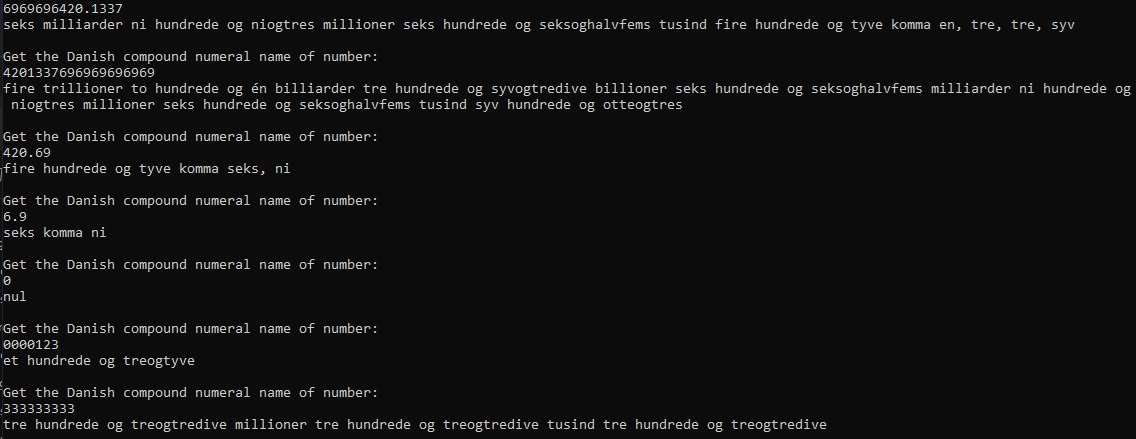 6969696420.1337
seks milliarder ni hundrede og niogtres millioner seks hundrede og seksoghalvfems tusind fire hundrede og tyve komma en, tre, tre, syv
Get the Danish compound numeral name of number:
4201337696969696969
fire trillioner to hundrede og én billiarder tre hundrede og syvogtredive billioner seks hundrede og seksoghalvfems milliarder ni hundrede og
niogtres millioner seks hundrede og seksoghalvfems tusind syv hundrede og otteogtres
Get the Danish compound numeral name of number:
420.69
fire hundrede og tyve komma seks, ni
Get the Danish compound numeral name of number:
6.9
seks komma ni
Get the Danish compound numeral name of number:
0
nul
Get the Danish compound numeral name of number:
0000123
et hundrede og treogtyve
Get the Danish compound numeral name of number:
333333333
tre hundrede og treogtredive millioner tre hundrede og treogtredive tusind tre hundrede og treogtredive